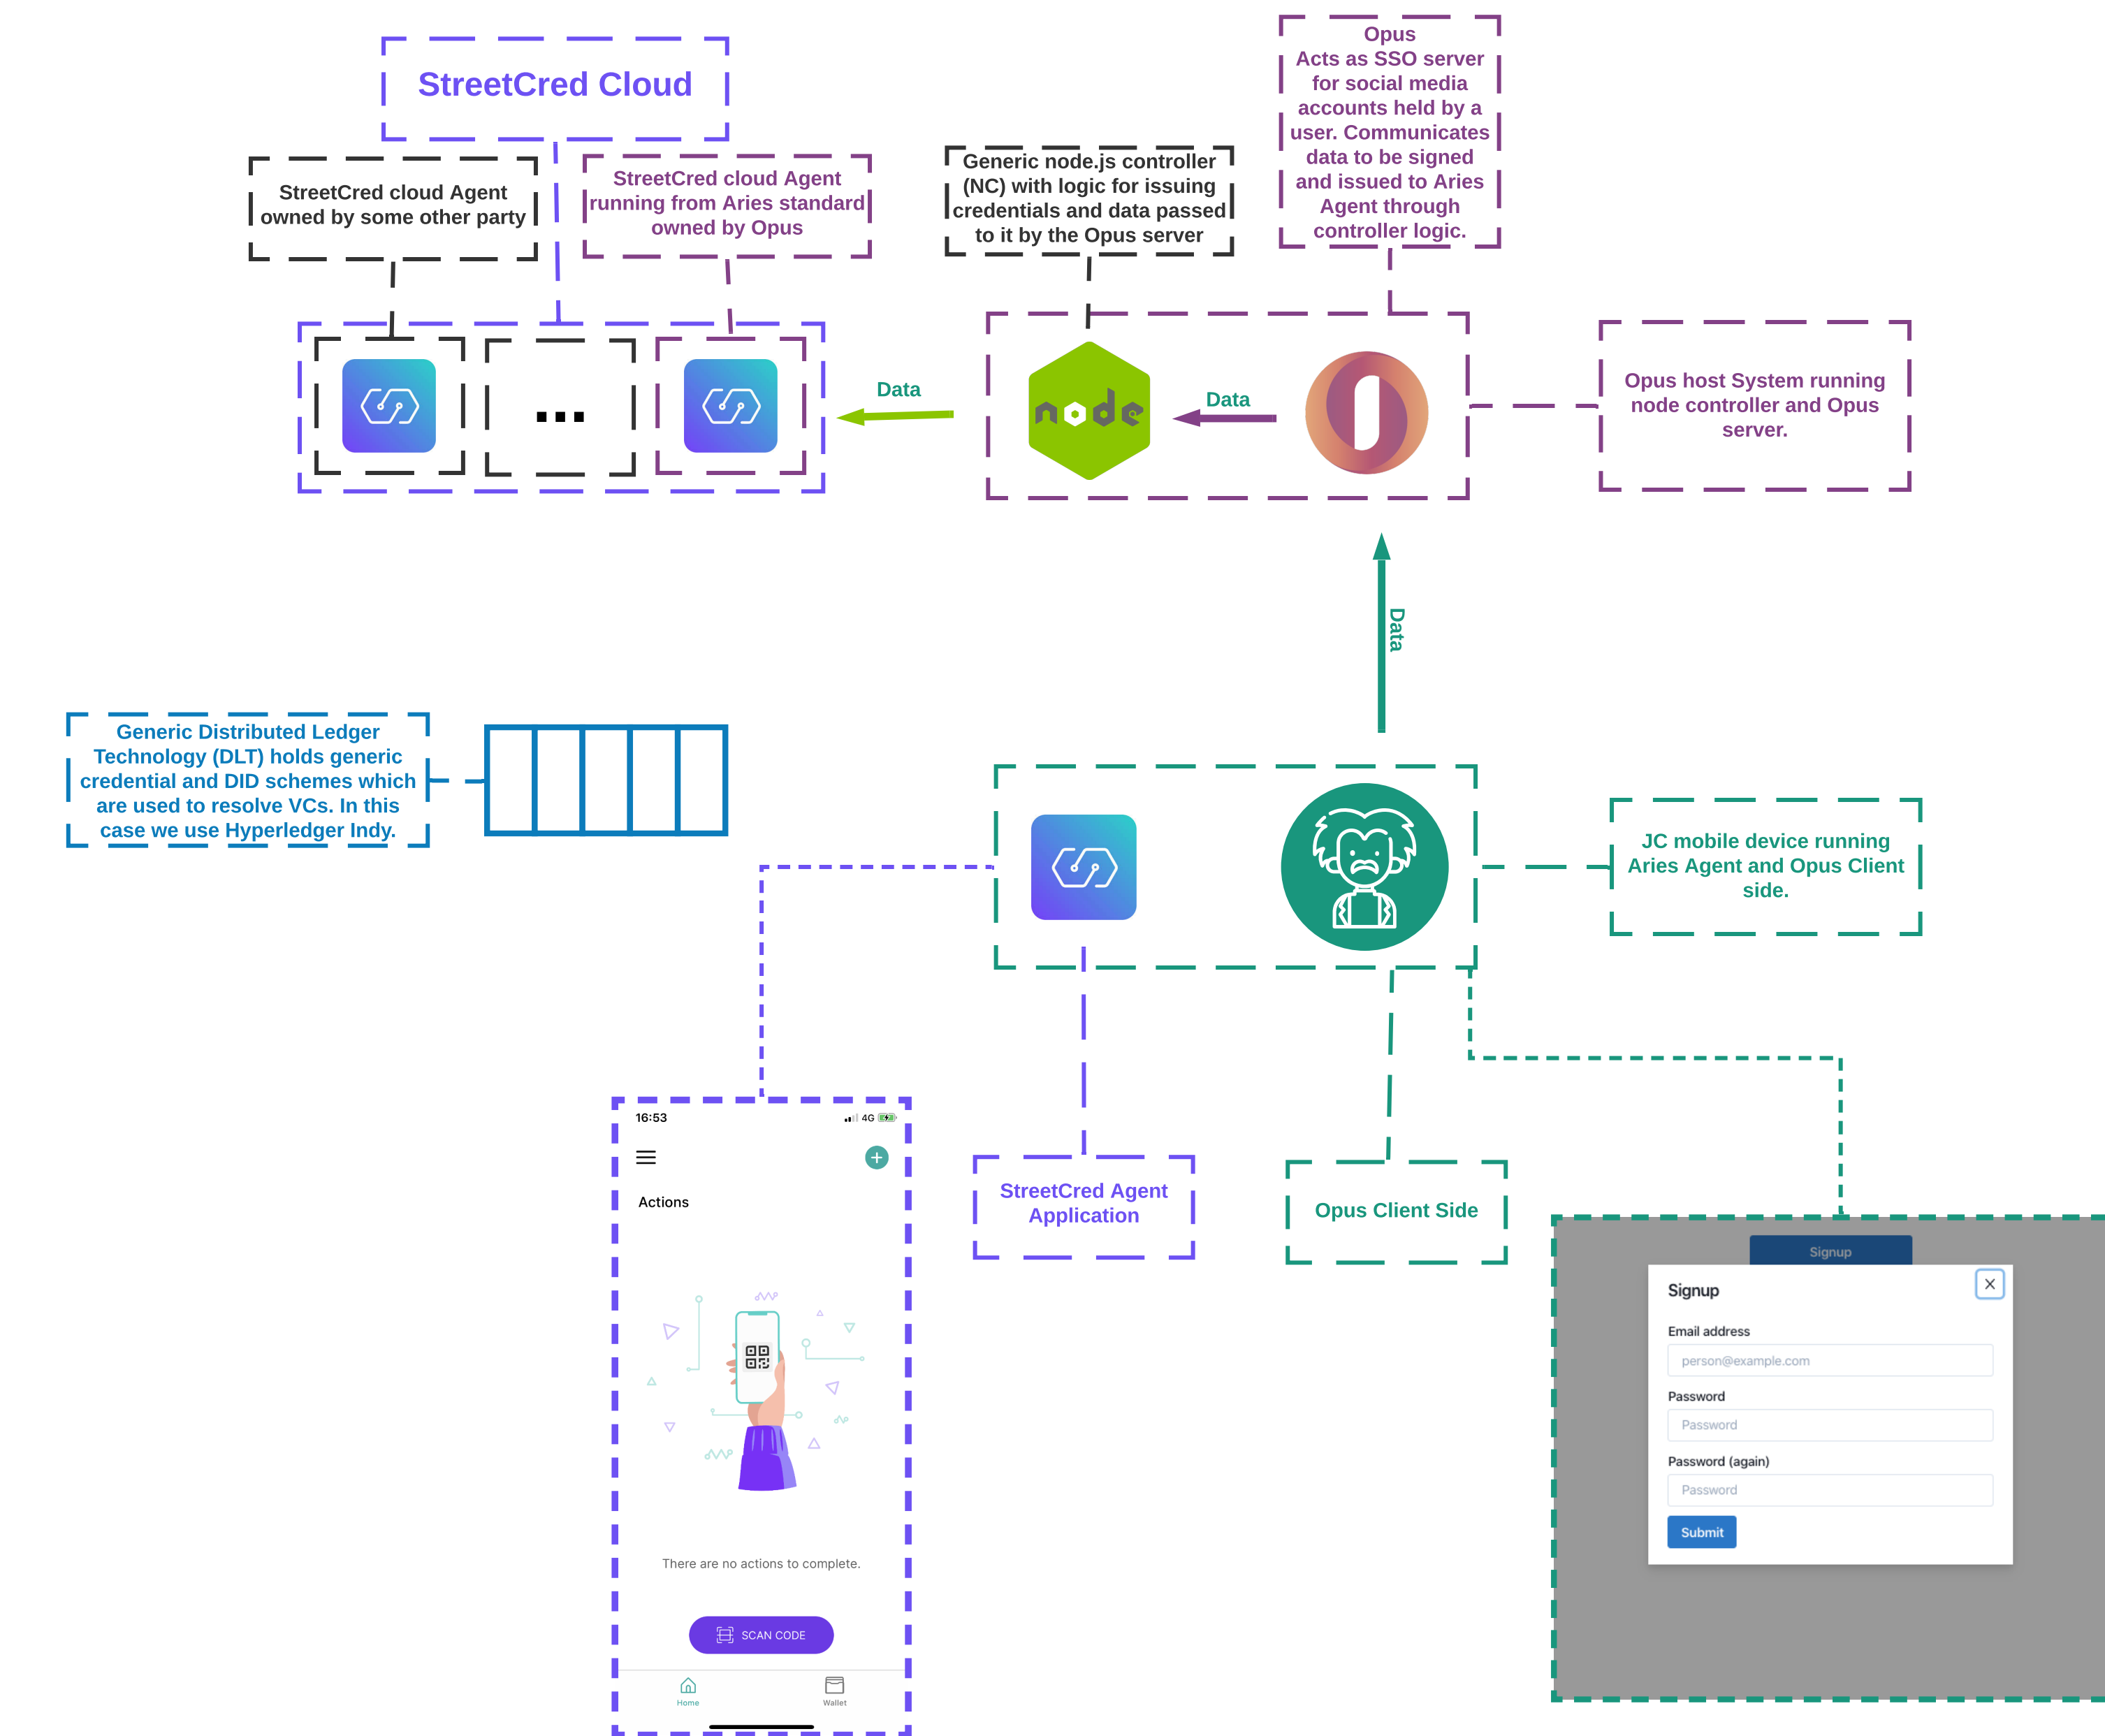 Opus
Acts as SSO server
for social media
accounts held by a
user. Communicates
data to be signed
and issued to Aries
Agent through
controller logic.
StreetCred Cloud
StreetCred cloud Agent
owned by some other party
StreetCred cloud Agent
running from Aries standard
owned by Opus
Generic node.js controller
(NC) with logic for issuing
credentials and data passed
to it by the Opus server
...
Data
node
Data
Opus host System running
node controller and Opus
server.
Data
Generic Distributed Ledger
Technology (DLT) holds generic
credential and DID schemes which
are used to resolve VCs. In this
case we use Hyperledger Indy.
JC mobile device running
Aries Agent and Opus Client
side.
16:53
4G
Actions
There are no actions to complete.
SCAN CODE
Home
Wallet
StreetCred Agent
Application
Opus Client Side
Signup
Signup
Email address
person@example.com
Password
Password
Password (again)
Password
Submit